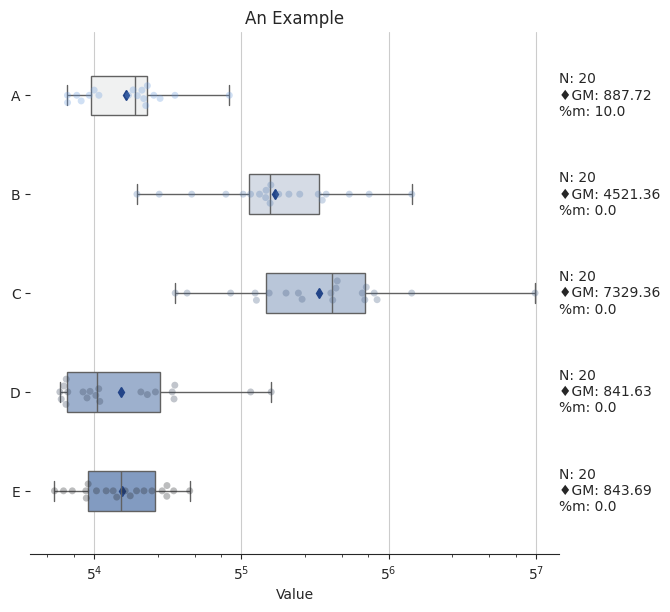 An Example
A
N: 20
♦GM: 887.72
%m: 10.0
B
N: 20
♦GM: 4521.36
%m: 0.0
C
N: 20
♦GM: 7329.36
%m: 0.0
D
N: 20
♦GM: 841.63
%m: 0.0
E
N: 20
♦GM: 843.69
%m: 0.0
5⁴ 5⁵ 5⁶ 5⁷
Value